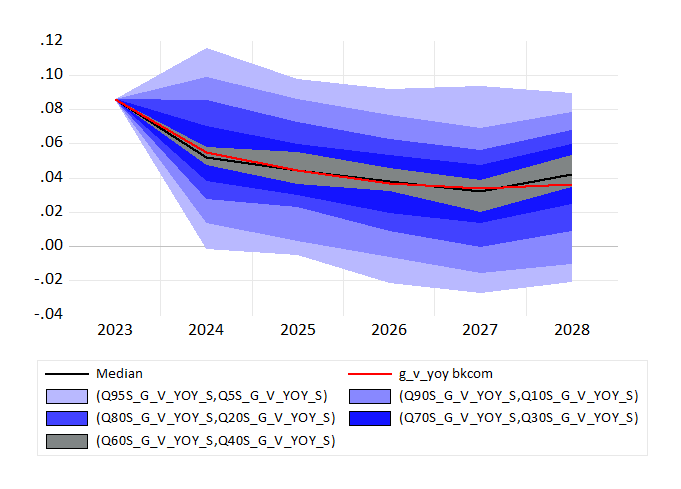 .12
.10
.08
.06
.04
.02
.00
-.02
-.04
2023 2024 2025 2026 2027 2028
Median g_v_yoy bkcom
(Q95S_G_V_YOY_S,Q5S_G_V_YOY_S) (Q90S_G_V_YOY_S,Q10S_G_V_YOY_S)
(Q80S_G_V_YOY_S,Q20S_G_V_YOY_S) (Q70S_G_V_YOY_S,Q30S_G_V_YOY_S)
(Q60S_G_V_YOY_S,Q40S_G_V_YOY_S)